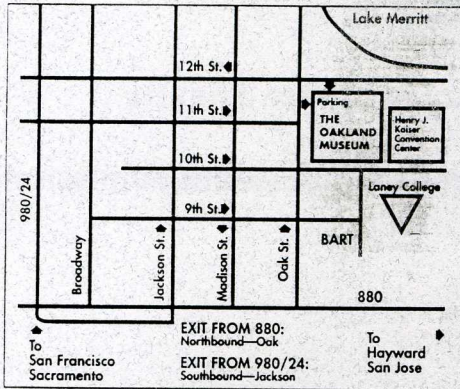 Lake Merritt
12th St.
11th St.
10th St.
9th St.
Parking
THE
OAKLAND
MUSEUM
Henry J.
Kaiser
Convention
Center
Laney College
980/24
Broadway
Jackson St.
Madison St.
Oak St.
BART
880
To
San Francisco
Sacramento
EXIT FROM 880:
Northbound—Oak
EXIT FROM 980/24:
Southbound—Jackson
To
Hayward
San Jose